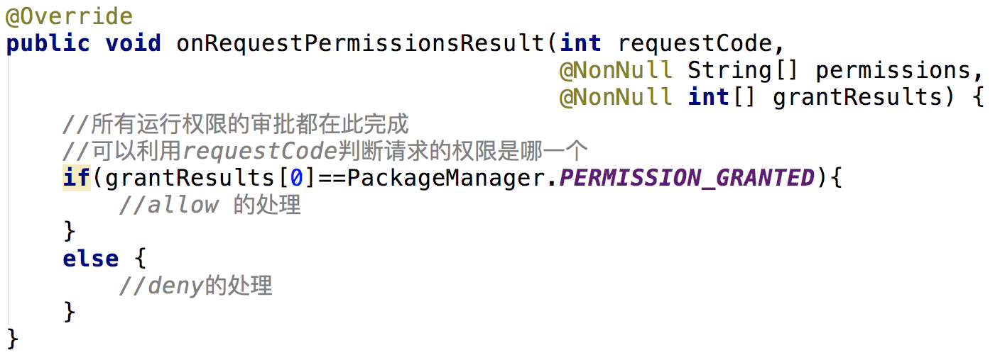 @Override
public void onRequestPermissionsResult(int requestCode,
@NonNull String[] permissions,
@NonNull int[] grantResults) {
//所有运行权限的审批都在此完成
//可以利用requestCode判断请求的权限是哪一个
if(grantResults[0]==PackageManager.PERMISSION_GRANTED){
//allow 的处理
}
else {
//deny的处理
}
}